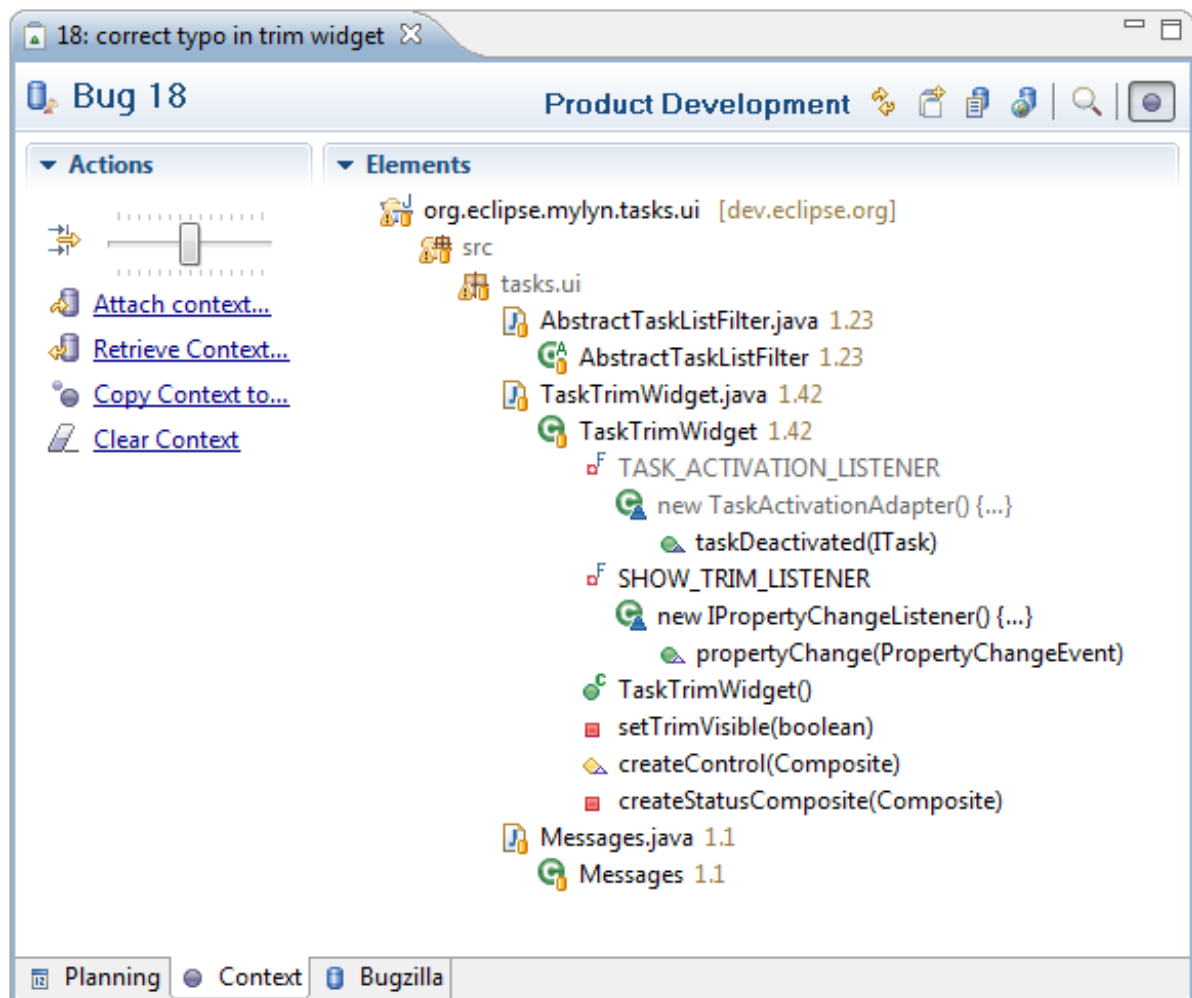 18: correct typo in trim widget
Bug 18
Product Development
Actions
Attach context...
Retrieve Context...
Copy Context to...
Clear Context
Elements
org.eclipse.mylyn.tasks.ui [dev.eclipse.org]
src
tasks.ui
AbstractTaskListFilter.java 1.23
AbstractTaskListFilter 1.23
TaskTrimWidget.java 1.42
TaskTrimWidget 1.42
TASK_ACTIVATION_LISTENER
new TaskActivationAdapter() {...}
taskDeactivated(ITask)
SHOW_TRIM_LISTENER
new IPropertyChangeListener() {...}
propertyChange(PropertyChangeEvent)
TaskTrimWidget()
setTrimVisible(boolean)
createControl(Composite)
createStatusComposite(Composite)
Messages.java 1.1
Messages 1.1
Planning Context Bugzilla